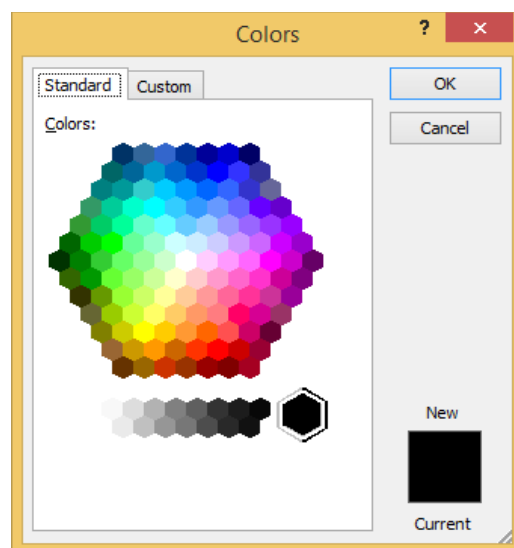 Colors
?
×
Standard
Custom
OK
Colors:
Cancel
New
Current